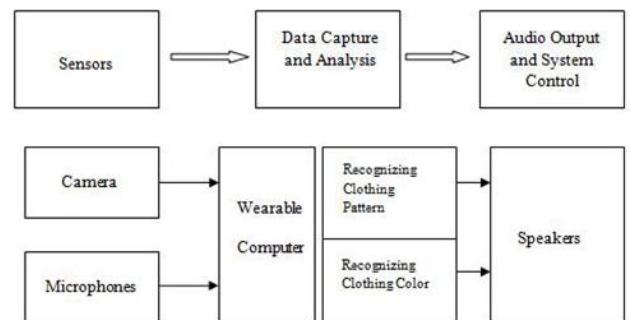 Sensors
Data Capture
and Analysis
Audio Output
and System
Control
Camera
Microphones
Wearable
Computer
Recognizing
Clothing
Pattern
Recognizing
Clothing Color
Speakers